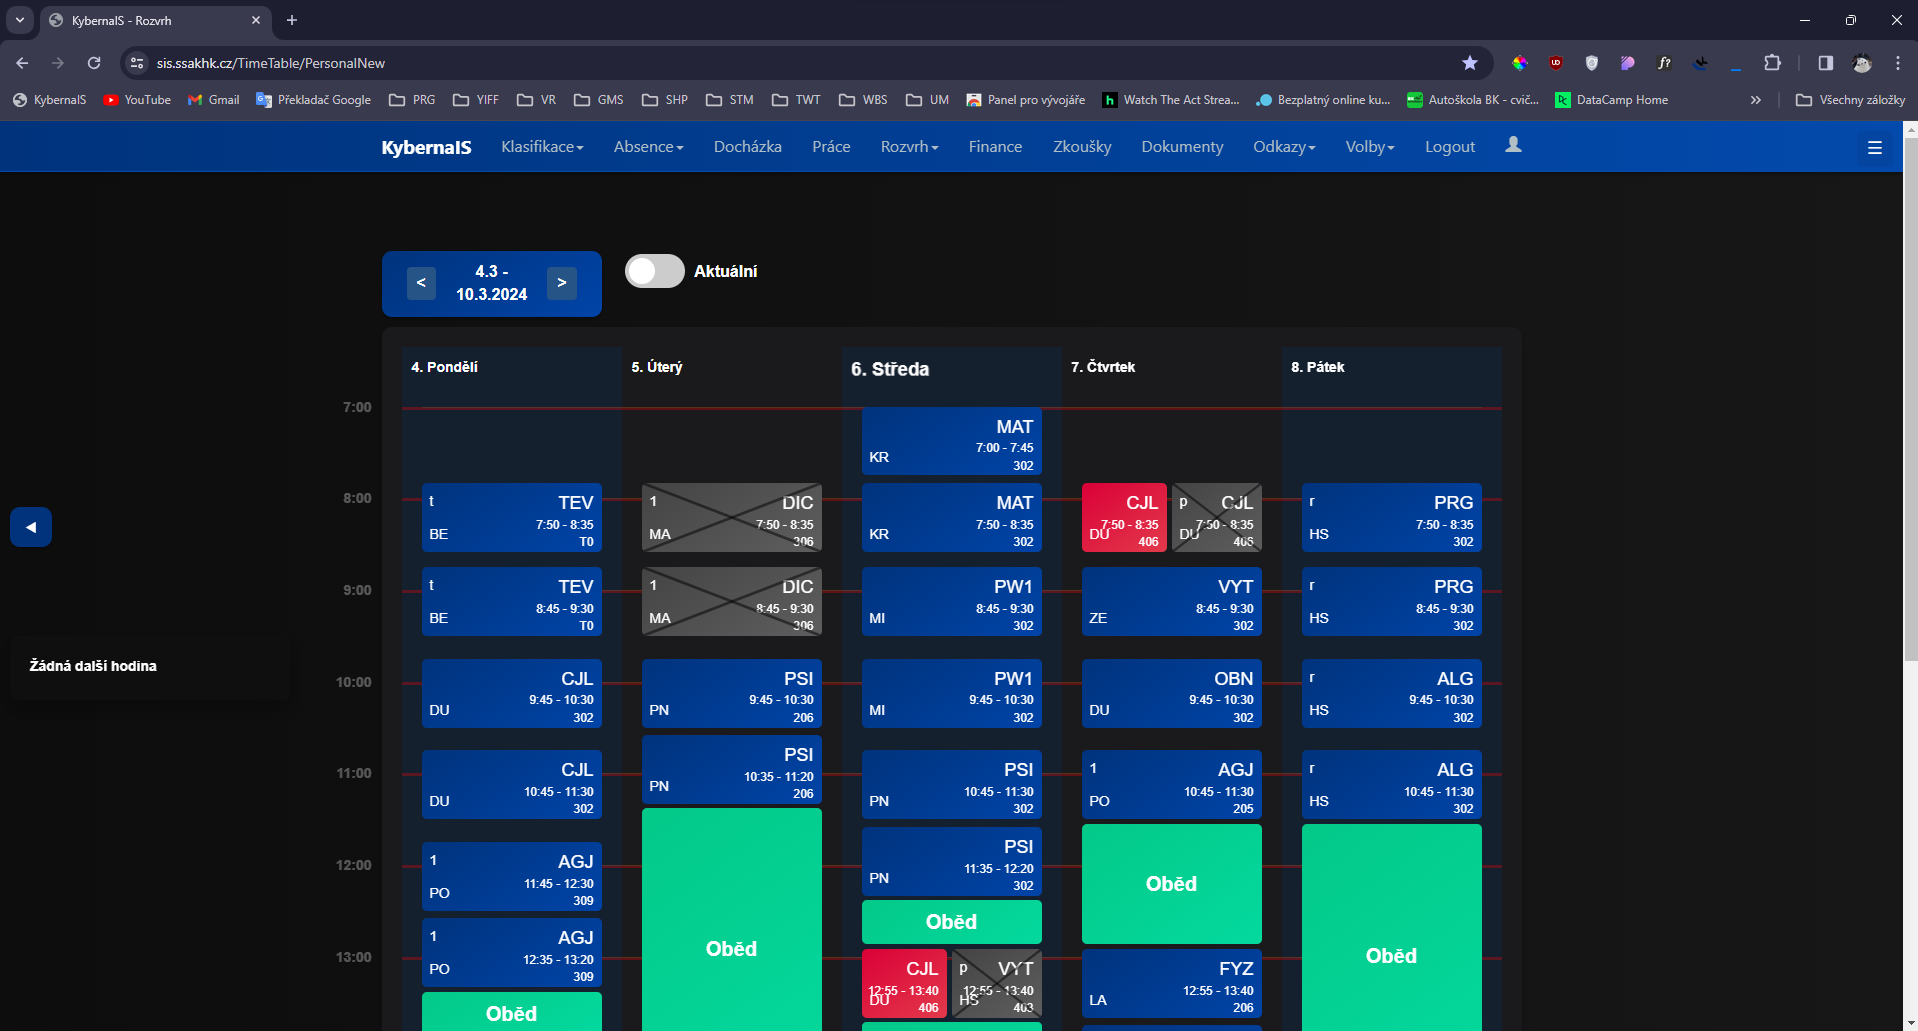 KybernaIS - Rozvrh
sis.ssakhk.cz/TimeTable/PersonalNew
KybernaIS YouTube Gmail Překladač Google PRG YIFF VR GMS SHP STM TWT WBS UM Panel pro vývojáře Watch The Act Strea... Bezplatný online ku... Autoškola BK - cvič... DataCamp Home » Všechny záložky
KybernaIS Klasifikace Absence Docházka Práce Rozvrh Finance Zkoušky Dokumenty Odkazy Volby Logout
< 4.3 - 10.3.2024 >
Aktuální
Žádná další hodina
7:00
8:00
9:00
10:00
11:00
12:00
13:00
4. Pondělí
t TEV
7:50 - 8:35
BE T0
t TEV
8:45 - 9:30
BE T0
CJL
9:45 - 10:30
DU 302
CJL
10:45 - 11:30
DU 302
1 AGJ
11:45 - 12:30
PO 309
1 AGJ
12:35 - 13:20
PO 309
Oběd
5. Úterý
1 DIC
7:50 - 8:35
MA 306
1 DIC
8:45 - 9:30
MA 306
PSI
9:45 - 10:30
PN 206
PSI
10:35 - 11:20
PN 206
Oběd
6. Středa
MAT
7:00 - 7:45
KR 302
MAT
7:50 - 8:35
KR 302
PW1
8:45 - 9:30
MI 302
PW1
9:45 - 10:30
MI 302
PSI
10:45 - 11:30
PN 302
PSI
11:35 - 12:20
PN 302
Oběd
CJL
12:55 - 13:40
DU 406
p VYT
12:55 - 13:40
HS 403
7. Čtvrtek
CJL
7:50 - 8:35
DU 406
p CJL
7:50 - 8:35
DU 406
VYT
8:45 - 9:30
ZE 302
OBN
9:45 - 10:30
DU 302
1 AGJ
10:45 - 11:30
PO 205
Oběd
FYZ
12:55 - 13:40
LA 206
8. Pátek
r PRG
7:50 - 8:35
HS 302
r PRG
8:45 - 9:30
HS 302
r ALG
9:45 - 10:30
HS 302
r ALG
10:45 - 11:30
HS 302
Oběd